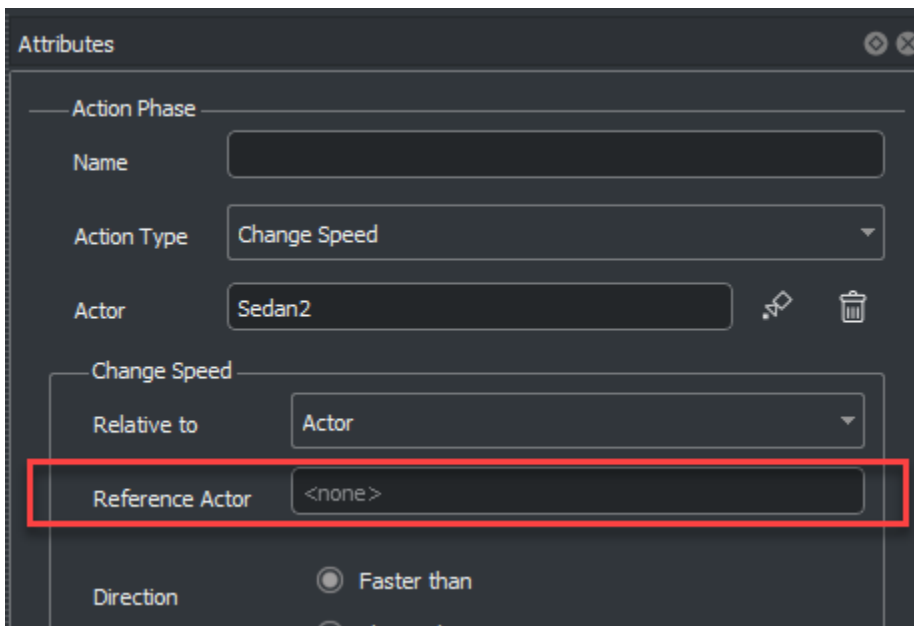 Attributes
Action Phase
Name
Action Type Change Speed
Actor Sedan2
Change Speed
Relative to Actor
Reference Actor <none>
Faster than
Direction